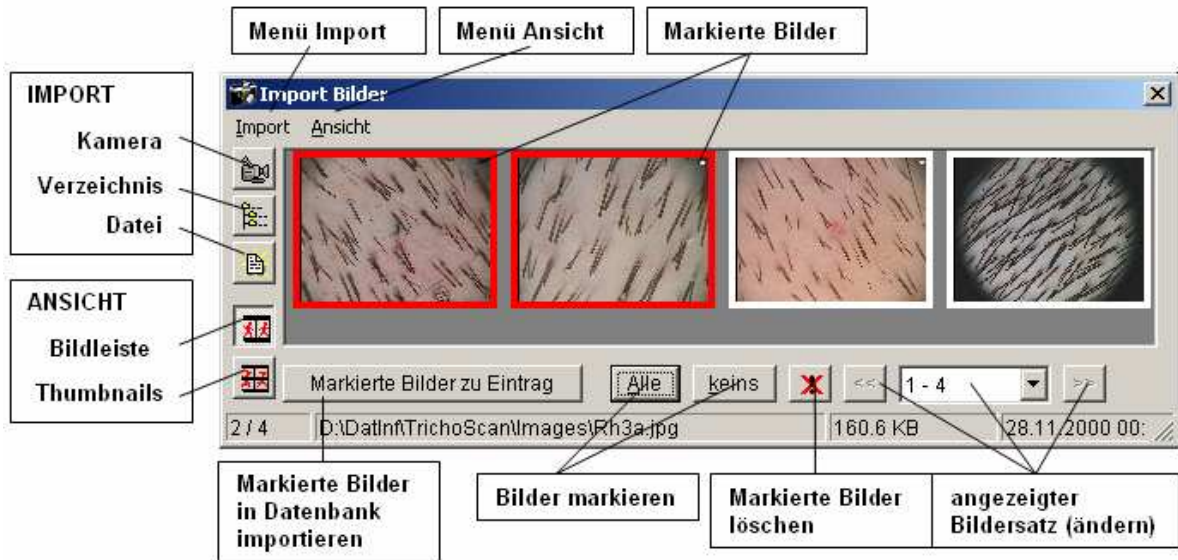 Menü Import
Menü Ansicht
Markierte Bilder
IMPORT
Kamera
Verzeichnis
Datei
ANSICHT
Bildleiste
Thumbnails
Import Bilder
Import Ansicht
Markierte Bilder zu Eintrag
Alle
keins
<<
1 - 4
>>
2 / 4
D:\DatInf\TrichoScan\Images\Rh3a.jpg
160.6 KB
28.11.2000 00:
Markierte Bilder
in Datenbank
importieren
Bilder markieren
Markierte Bilder
löschen
angezeigter
Bildersatz (ändern)